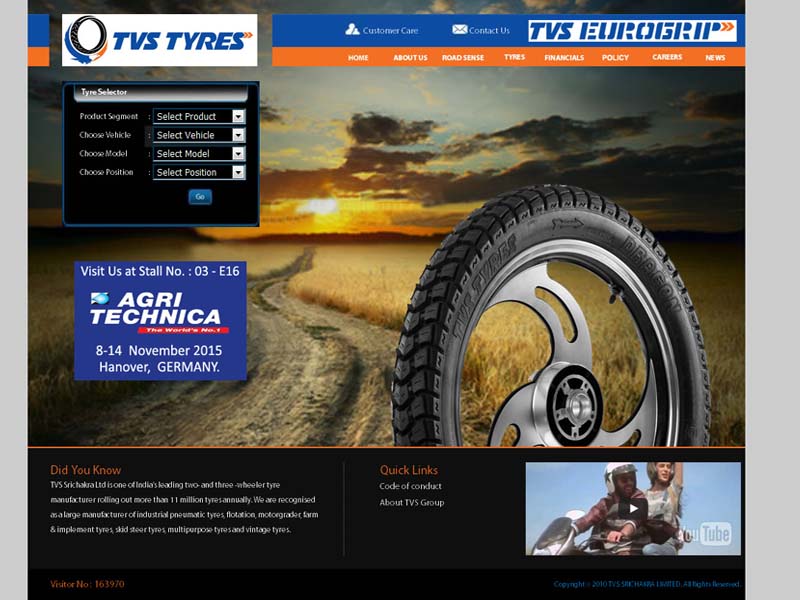 TVS TYRES
Customer Care
Contact Us
TVS EUROGRIP
HOME
ABOUT US
ROAD SENSE
TYRES
FINANCIALS
POLICY
CAREERS
NEWS
Tyre Selector
Product Segment : Select Product
Choose Vehicle : Select Vehicle
Choose Model : Select Model
Choose Position : Select Position
Go
Visit Us at Stall No. : 03 - E16
AGRI
TECHNICA
The World's No.1
8-14 November 2015
Hanover, GERMANY.
TVS TYRES
DRAGON
Did You Know
TVS Srichakra Ltd is one of India's leading two- and three -wheeler tyre
manufacturer rolling out more than 11 million tyres annually. We are recognised
as a large manufacturer of industrial pneumatic tyres, flotation, motorgrader, farm
& implement tyres, skid steer tyres, multipurpose tyres and vintage tyres.
Quick Links
Code of conduct
About TVS Group
YouTube
Visitor No : 163970
Copyright © 2010 TVS SRICHAKRA LIMITED. All Rights Reserved.